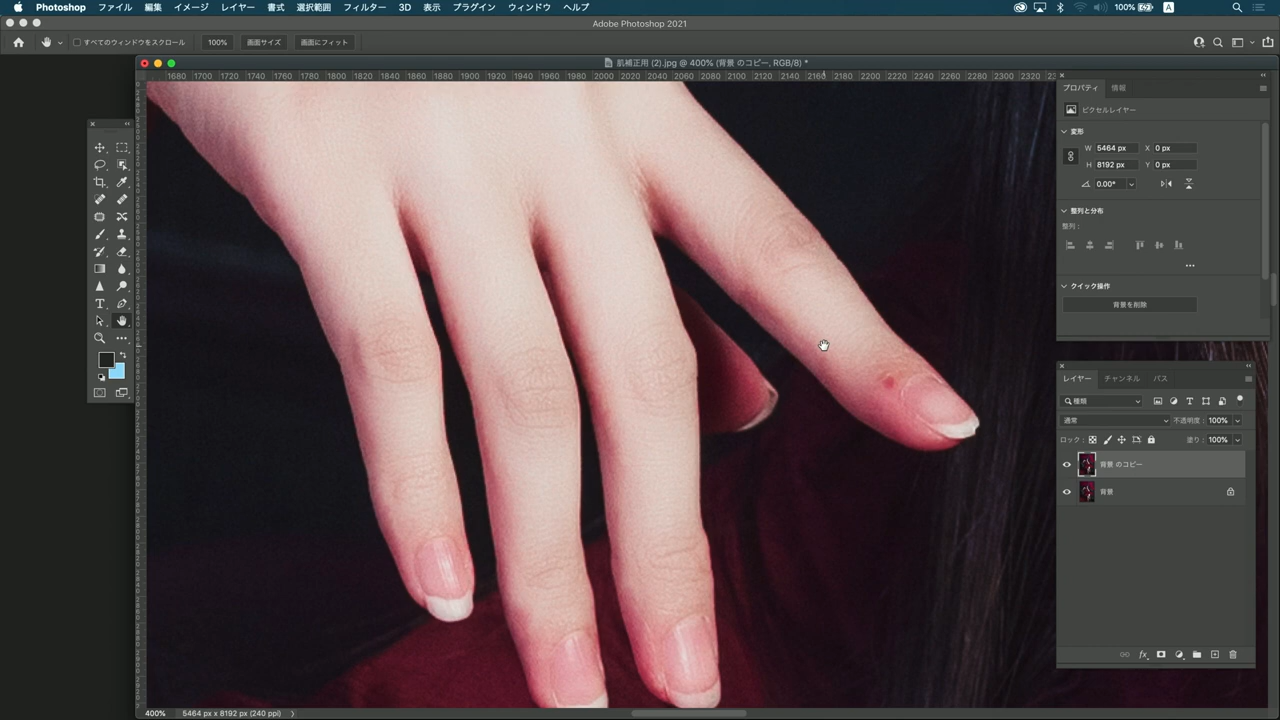 Photoshop ファイル 編集 イメージ レイヤー 書式 選択範囲 フィルター 3D 表示 プラグイン ウィンドウ ヘルプ 100% A
Adobe Photoshop 2021
すべてのウィンドウをスクロール 100% 画面サイズ 画面にフィット
肌補正用 (2).jpg @ 400% (背景 のコピー, RGB/8) *
1680 1700 1720 1740 1760 1780 1800 1820 1840 1860 1880 1900 1920 1940 1960 1980 2000 2020 2040 2060 2080 2100 2120 2140 2160 2180 2200 2220 2240 2260 2280 2300 2320
プロパティ 情報
ピクセルレイヤー
変形
W 5464 px X 0 px
H 8192 px Y 0 px
0.00°
整列と分布
整列 :
クイック操作
背景を削除
レイヤー チャンネル パス
種類
通常 不透明度 : 100%
ロック : 塗り : 100%
背景 のコピー
背景
fx
400% 5464 px x 8192 px (240 ppi)